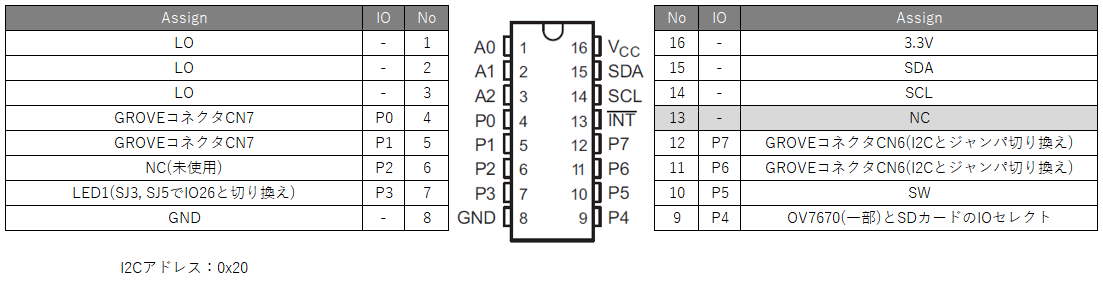 Assign IO No
LO - 1
LO - 2
LO - 3
GROVEコネクタCN7 P0 4
GROVEコネクタCN7 P1 5
NC(未使用) P2 6
LED1(SJ3, SJ5でIO26と切り換え) P3 7
GND - 8
A0 1 16 VCC
A1 2 15 SDA
A2 3 14 SCL
P0 4 13 INT
P1 5 12 P7
P2 6 11 P6
P3 7 10 P5
GND 8 9 P4
No IO Assign
16 - 3.3V
15 - SDA
14 - SCL
13 - NC
12 P7 GROVEコネクタCN6(I2Cとジャンパ切り換え)
11 P6 GROVEコネクタCN6(I2Cとジャンパ切り換え)
10 P5 SW
9 P4 OV7670(一部)とSDカードのIOセレクト
I2Cアドレス：0x20